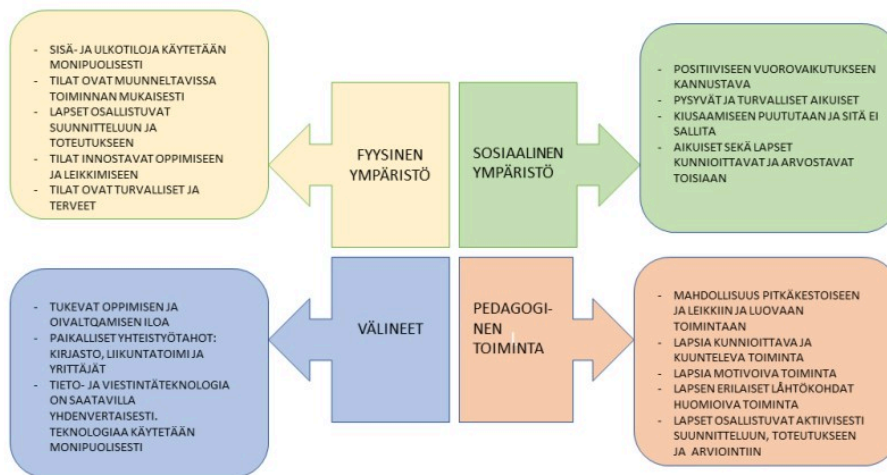 - SISÄ- JA ULKOTILOJA KÄYTETÄÄN
MONIPUOLISESTI
- TILAT OVAT MUUNNELTAVISSA
TOIMINNAN MUKAISESTI
- LAPSET OSALLISTUVAT
SUUNNITTELUUN JA
TOTEUTUKSEEN
- TILAT INNOSTAVAT OPPIMISEEN
JA LEIKKIMISEEN
- TILAT OVAT TURVALLISET JA
TERVEET
FYYSINEN
YMPÄRISTÖ
SOSIAALINEN
YMPÄRISTÖ
- POSITIIVISEEN VUOROVAIKUTUKSEEN
KANNUSTAVA
- PYSYVÄT JA TURVALLISET AIKUISET
- KIUSAAMISEEN PUUTUTAAN JA SITÄ EI
SALLITA
- AIKUISET SEKÄ LAPSET
KUNNIOITTAVAT JA ARVOSTAVAT
TOISIAAN
- TUKEVAT OPPIMISEN JA
OIVALTQAMISEN ILOA
- PAIKALLISET YHTEISTYÖTAHOT:
KIRJASTO, LIIKUNTATOIMI JA
YRITTÄJÄT
- TIETO- JA VIESTINTÄTEKNOLOGIA
ON SAATAVILLA
YHDENVERTAISESTI.
TEKNOLOGIAA KÄYTETÄÄN
MONIPUOLISESTI
VÄLINEET
PEDAGOGI-
NEN
TOIMINTA
- MAHDOLLISUUS PITKÄKESTOISEEN
JA LEIKKIIN JA LUOVAAN
TOIMINTAAN
- LAPSIA KUNNIOITTAVA JA
KUUNTELEVA TOIMINTA
- LAPSIA MOTIVOIVA TOIMINTA
- LAPSEN ERILAISET LÅHTÖKOHDAT
HUOMIOIVA TOIMINTA
- LAPSET OSALLISTUVAT AKTIIVISESTI
SUUNNITTELUUN, TOTEUTUKSEEN
JA ARVIOINTIIN